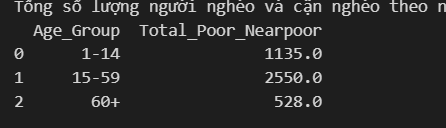 Tổng số lượng người nghèo và cận nghèo theo
Age_Group Total_Poor_Nearpoor
0 1-14 1135.0
1 15-59 2550.0
2 60+ 528.0